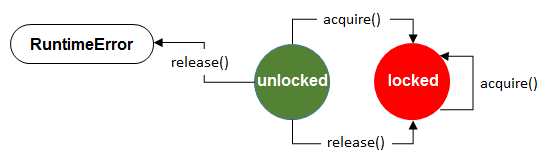 acquire()
RuntimeError
release()
unlocked
locked
acquire()
release()